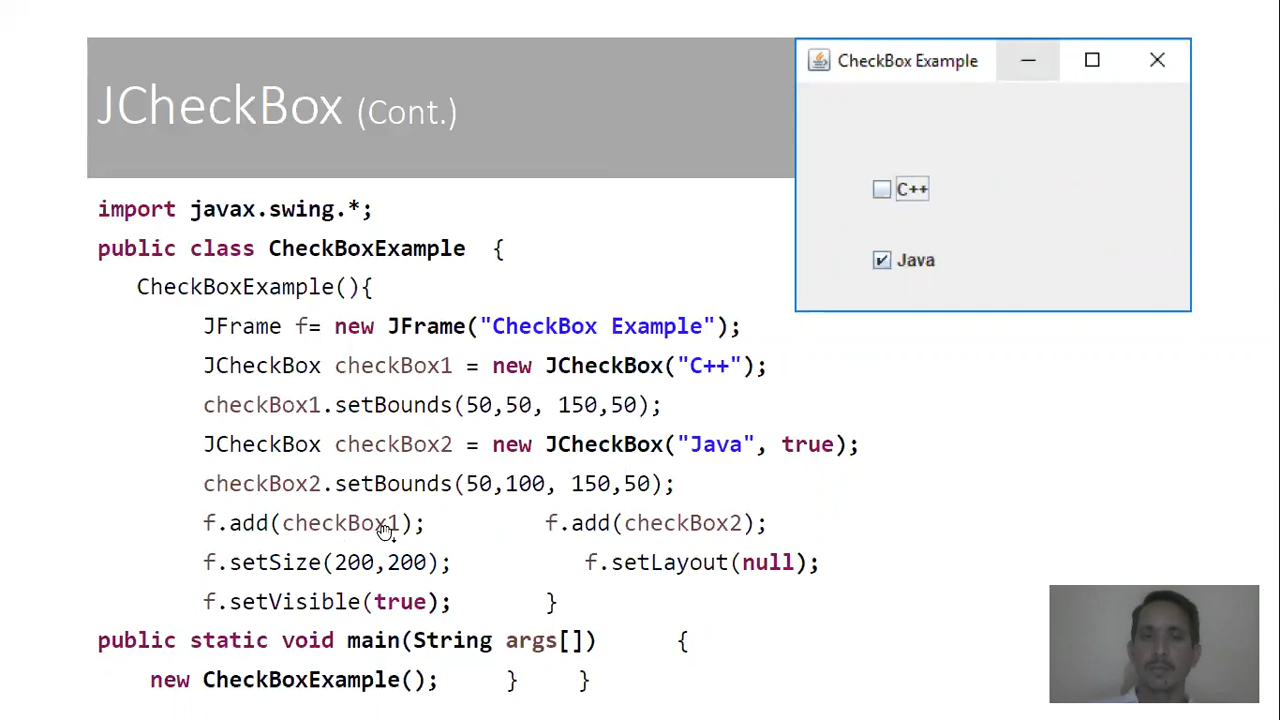 JCheckBox (Cont.)
CheckBox Example
C++
Java
import javax.swing.*;
public class CheckBoxExample {
CheckBoxExample(){
JFrame f= new JFrame("CheckBox Example");
JCheckBox checkBox1 = new JCheckBox("C++");
checkBox1.setBounds(50,50, 150,50);
JCheckBox checkBox2 = new JCheckBox("Java", true);
checkBox2.setBounds(50,100, 150,50);
f.add(checkBox1); f.add(checkBox2);
f.setSize(200,200); f.setLayout(null);
f.setVisible(true); }
public static void main(String args[]) {
new CheckBoxExample(); } }